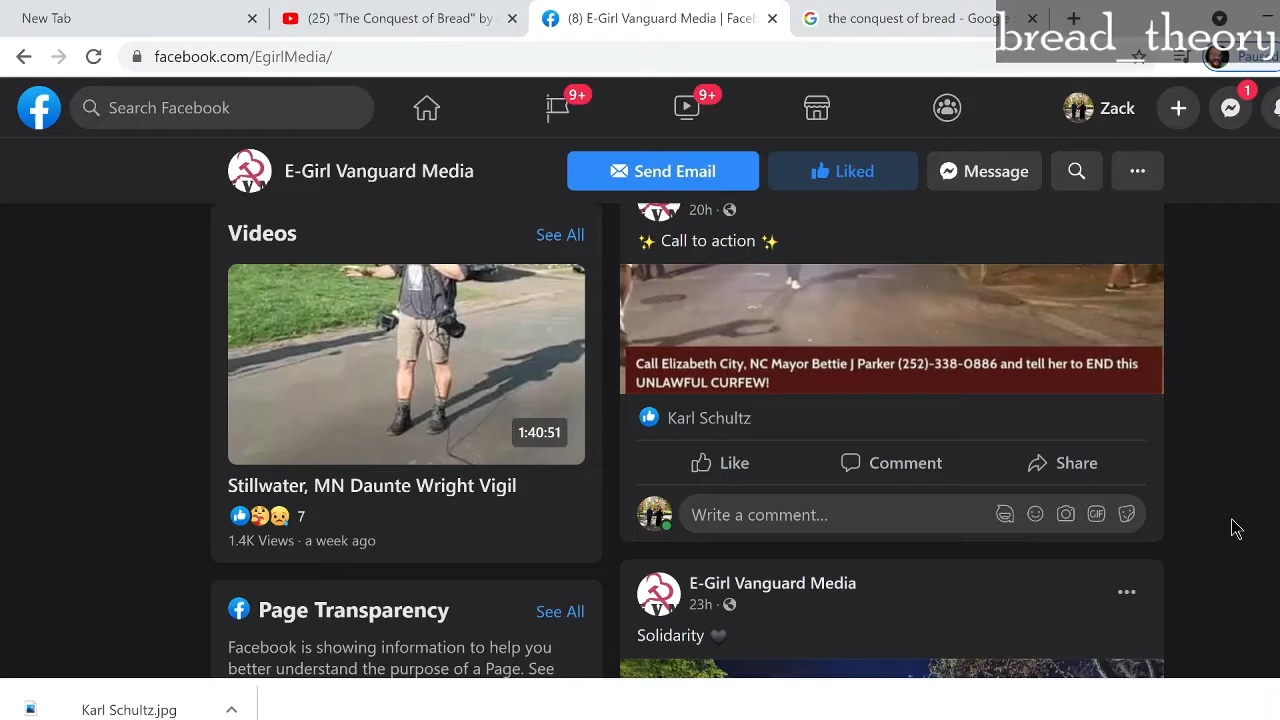 New Tab
(25) "The Conquest of Bread" by
(8) E-Girl Vanguard Media | Face
the conquest of bread - Google
bread_theory
facebook.com/EgirlMedia/
Paused
Search Facebook
9+
9+
Zack
1
E-Girl Vanguard Media
Send Email
Liked
Message
Videos
See All
1:40:51
Stillwater, MN Daunte Wright Vigil
7
1.4K Views · a week ago
Page Transparency
See All
Facebook is showing information to help you
better understand the purpose of a Page. See
20h
✨ Call to action ✨
Call Elizabeth City, NC Mayor Bettie J Parker (252)-338-0886 and tell her to END this
UNLAWFUL CURFEW!
Karl Schultz
Like
Comment
Share
Write a comment...
GIF
E-Girl Vanguard Media
23h
Solidarity 🖤
Karl Schultz.jpg